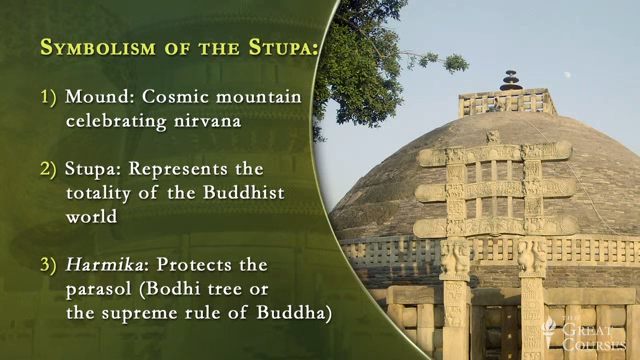 SYMBOLISM OF THE STUPA:
1) Mound: Cosmic mountain
celebrating nirvana
2) Stupa: Represents the
totality of the Buddhist
world
3) Harmika: Protects the
parasol (Bodhi tree or
the supreme rule of Buddha)
THE
GREAT
COURSES